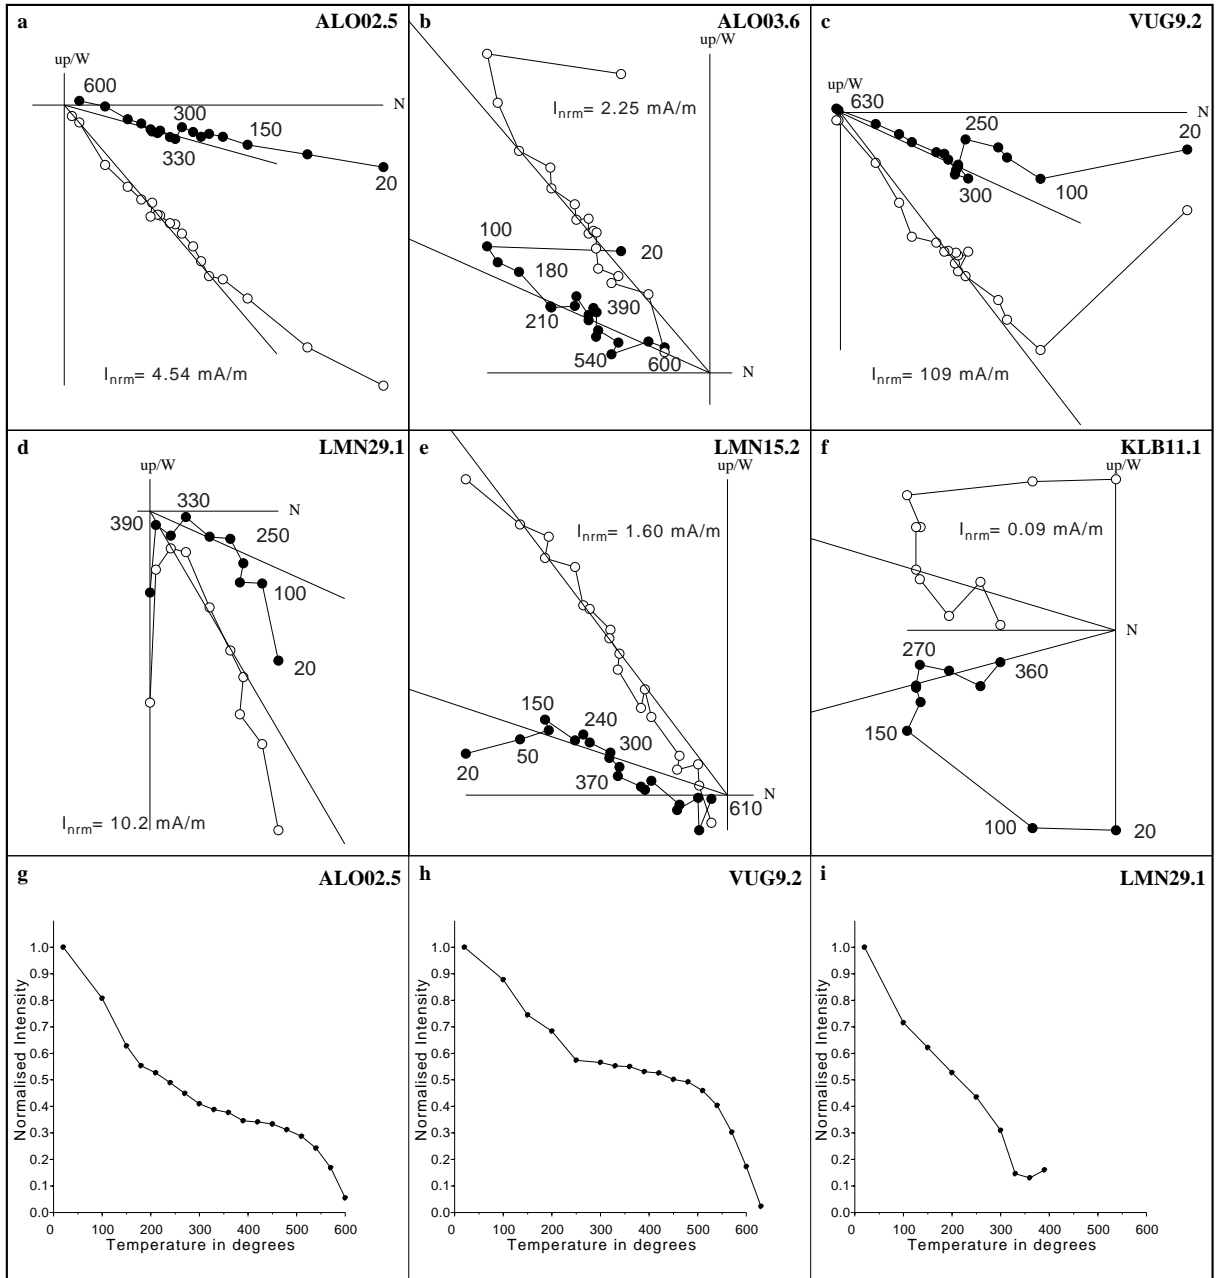 a ALO02.5
up/W
600
N
300
150
330
20
Inrm= 4.54 mA/m
b ALO03.6
up/W
Inrm= 2.25 mA/m
100
20
180
390
210
540
600
N
c VUG9.2
up/W
630
N
250
20
300
100
Inrm= 109 mA/m
d LMN29.1
up/W
330
N
390
250
100
20
Inrm= 10.2 mA/m
e LMN15.2
up/W
Inrm= 1.60 mA/m
150
240
50
300
20
370
N
610
f KLB11.1
up/W
Inrm= 0.09 mA/m
N
270
360
150
100
20
g ALO02.5
Normalised Intensity
1.0
0.9
0.8
0.7
0.6
0.5
0.4
0.3
0.2
0.1
0.0
0 100 200 300 400 500 600
Temperature in degrees
h VUG9.2
Normalised Intensity
1.0
0.9
0.8
0.7
0.6
0.5
0.4
0.3
0.2
0.1
0.0
0 100 200 300 400 500 600
Temperature in degrees
i LMN29.1
Normalised Intensity
1.0
0.9
0.8
0.7
0.6
0.5
0.4
0.3
0.2
0.1
0.0
0 100 200 300 400 500 600
Temperature in degrees